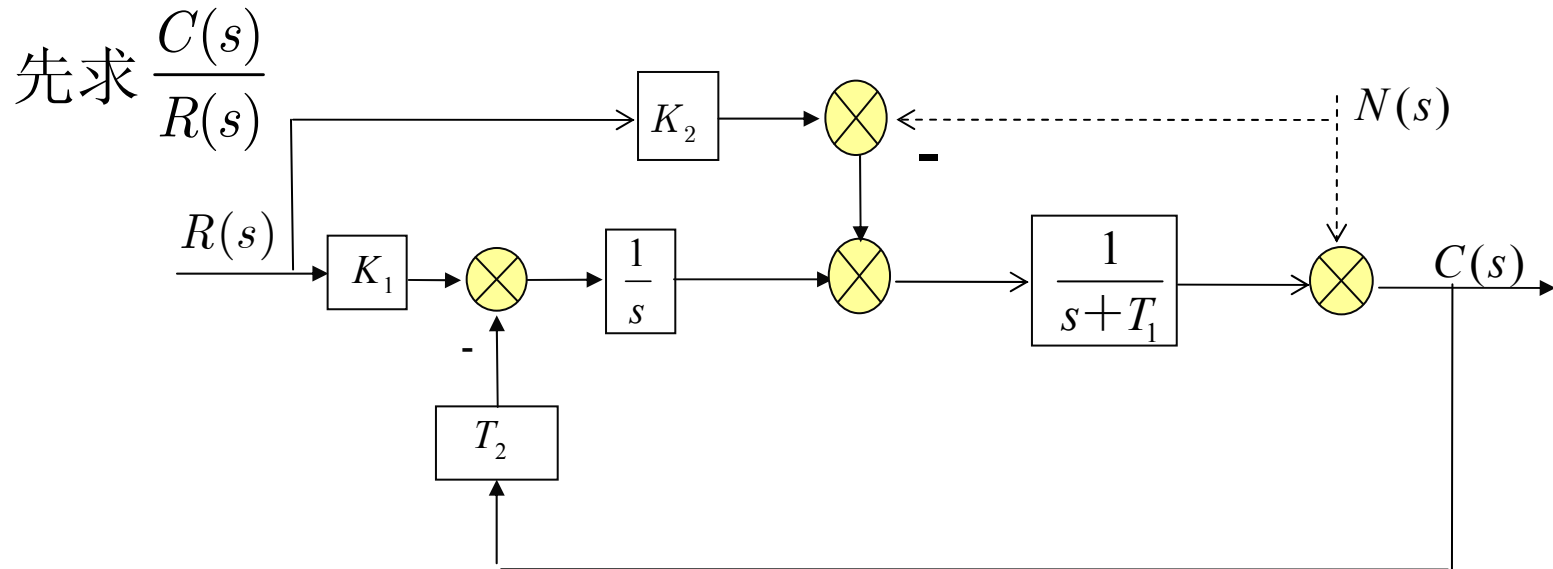 先求 C(s)/R(s)
K₂
-
N(s)
R(s)
K₁
1/s
1/(s+T₁)
C(s)
-
T₂